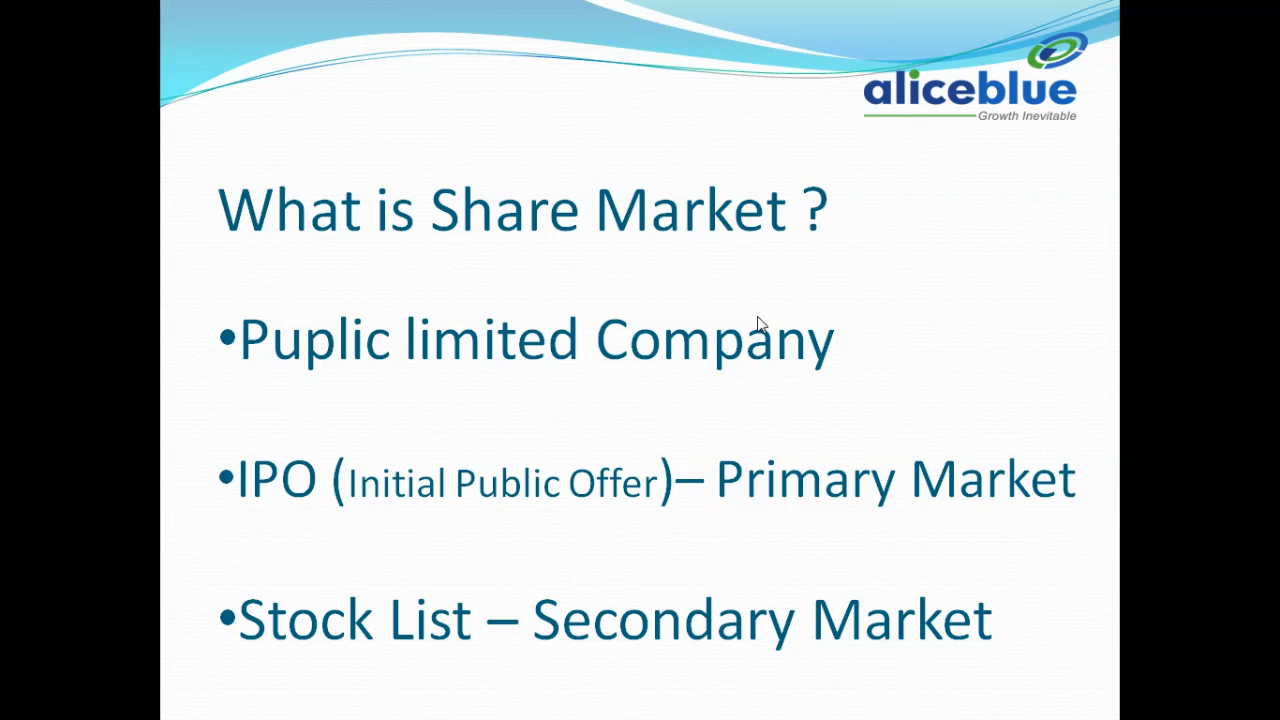 aliceblue
Growth Inevitable
What is Share Market ?
•Puplic limited Company
•IPO (Initial Public Offer)– Primary Market
•Stock List – Secondary Market